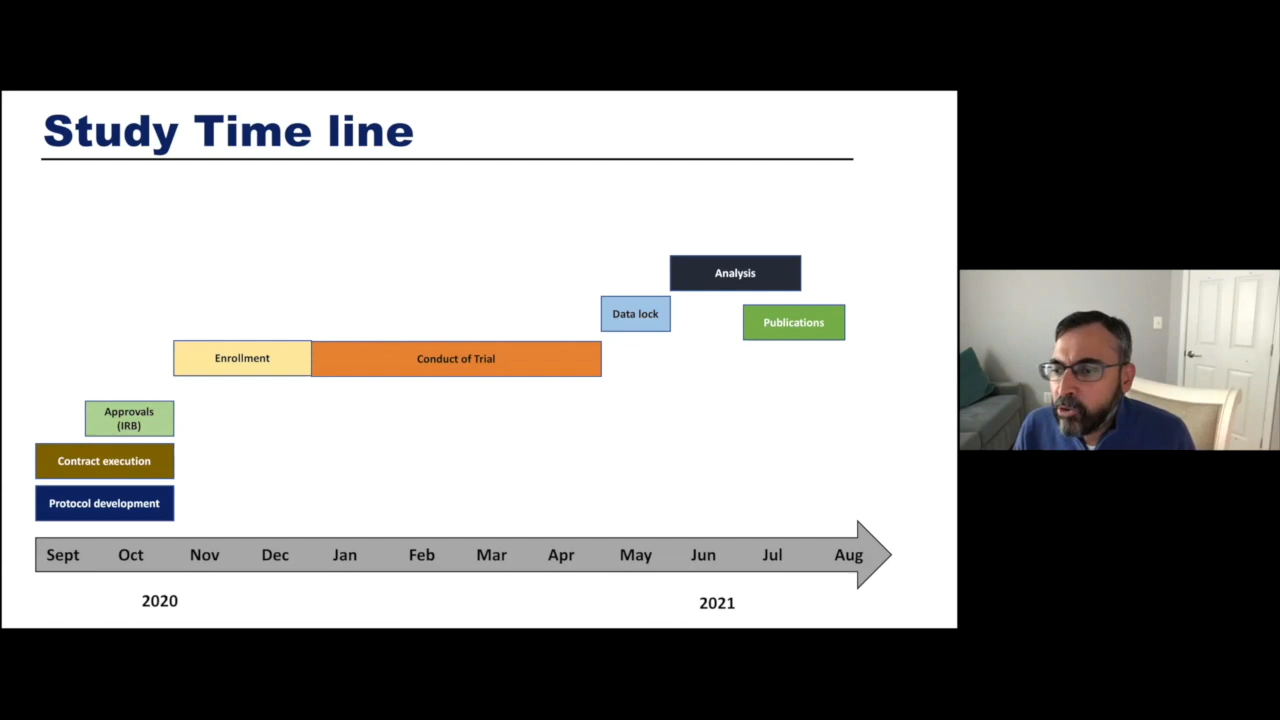 Study Time line
Analysis
Data lock
Publications
Enrollment
Conduct of Trial
Approvals
(IRB)
Contract execution
Protocol development
Sept Oct Nov Dec Jan Feb Mar Apr May Jun Jul Aug
2020
2021